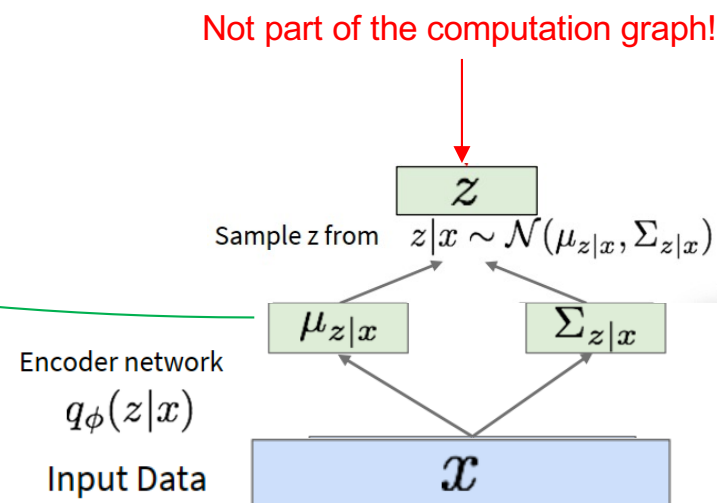 Not part of the computation graph!
z
Sample z from z|x ∼ 𝒩(μ_{z|x}, Σ_{z|x})
μ_{z|x} Σ_{z|x}
Encoder network
q_ϕ(z|x)
Input Data x